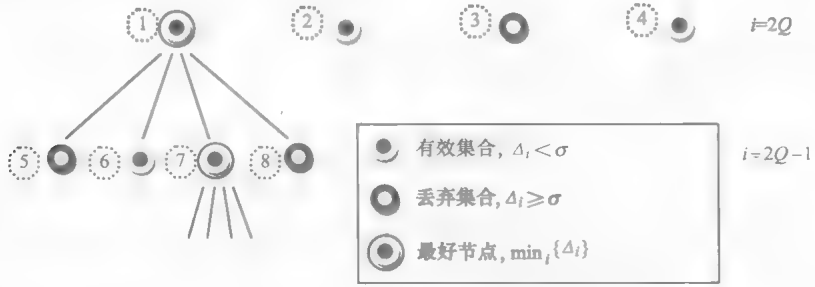 1 2 3 4 i=2Q
5 6 7 8 i=2Q-1
有效集合, Δi<σ
丢弃集合, Δi≥σ
最好节点, mini{Δi}